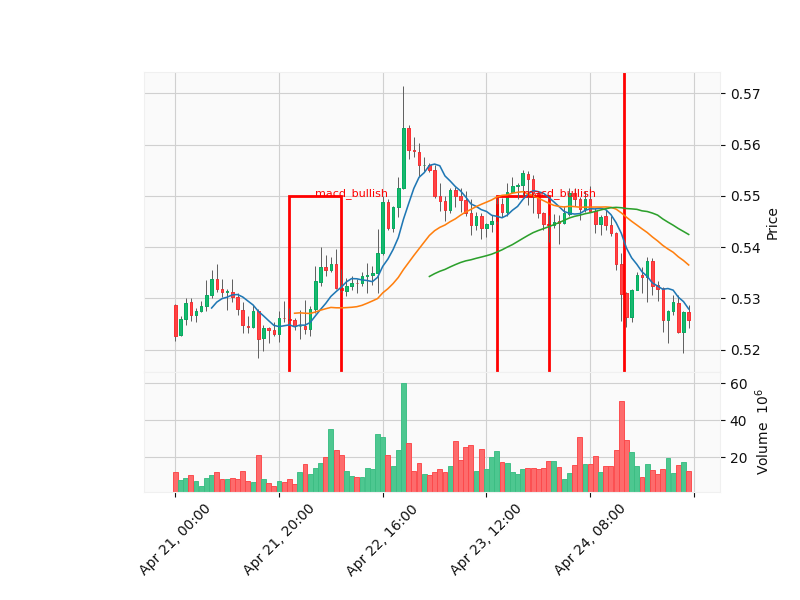 macd_bullish
macd_bullish
0.57
0.56
0.55
0.54
0.53
0.52
Price
60
40
20
Volume 10^6
Apr 21, 00:00
Apr 21, 20:00
Apr 22, 16:00
Apr 23, 12:00
Apr 24, 08:00